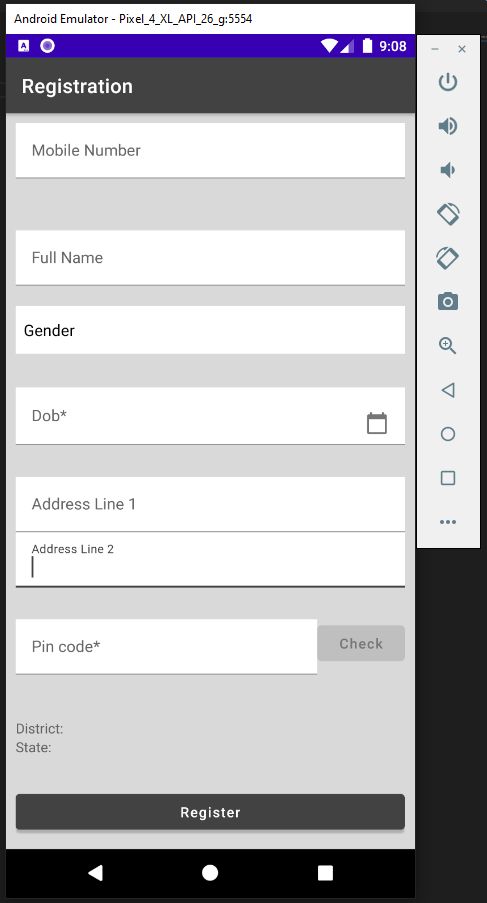 Android Emulator - Pixel_4_XL_API_26_g:5554
A
9:08
Registration
Mobile Number
Full Name
Gender
Dob*
Address Line 1
Address Line 2
Pin code*
Check
District:
State:
Register